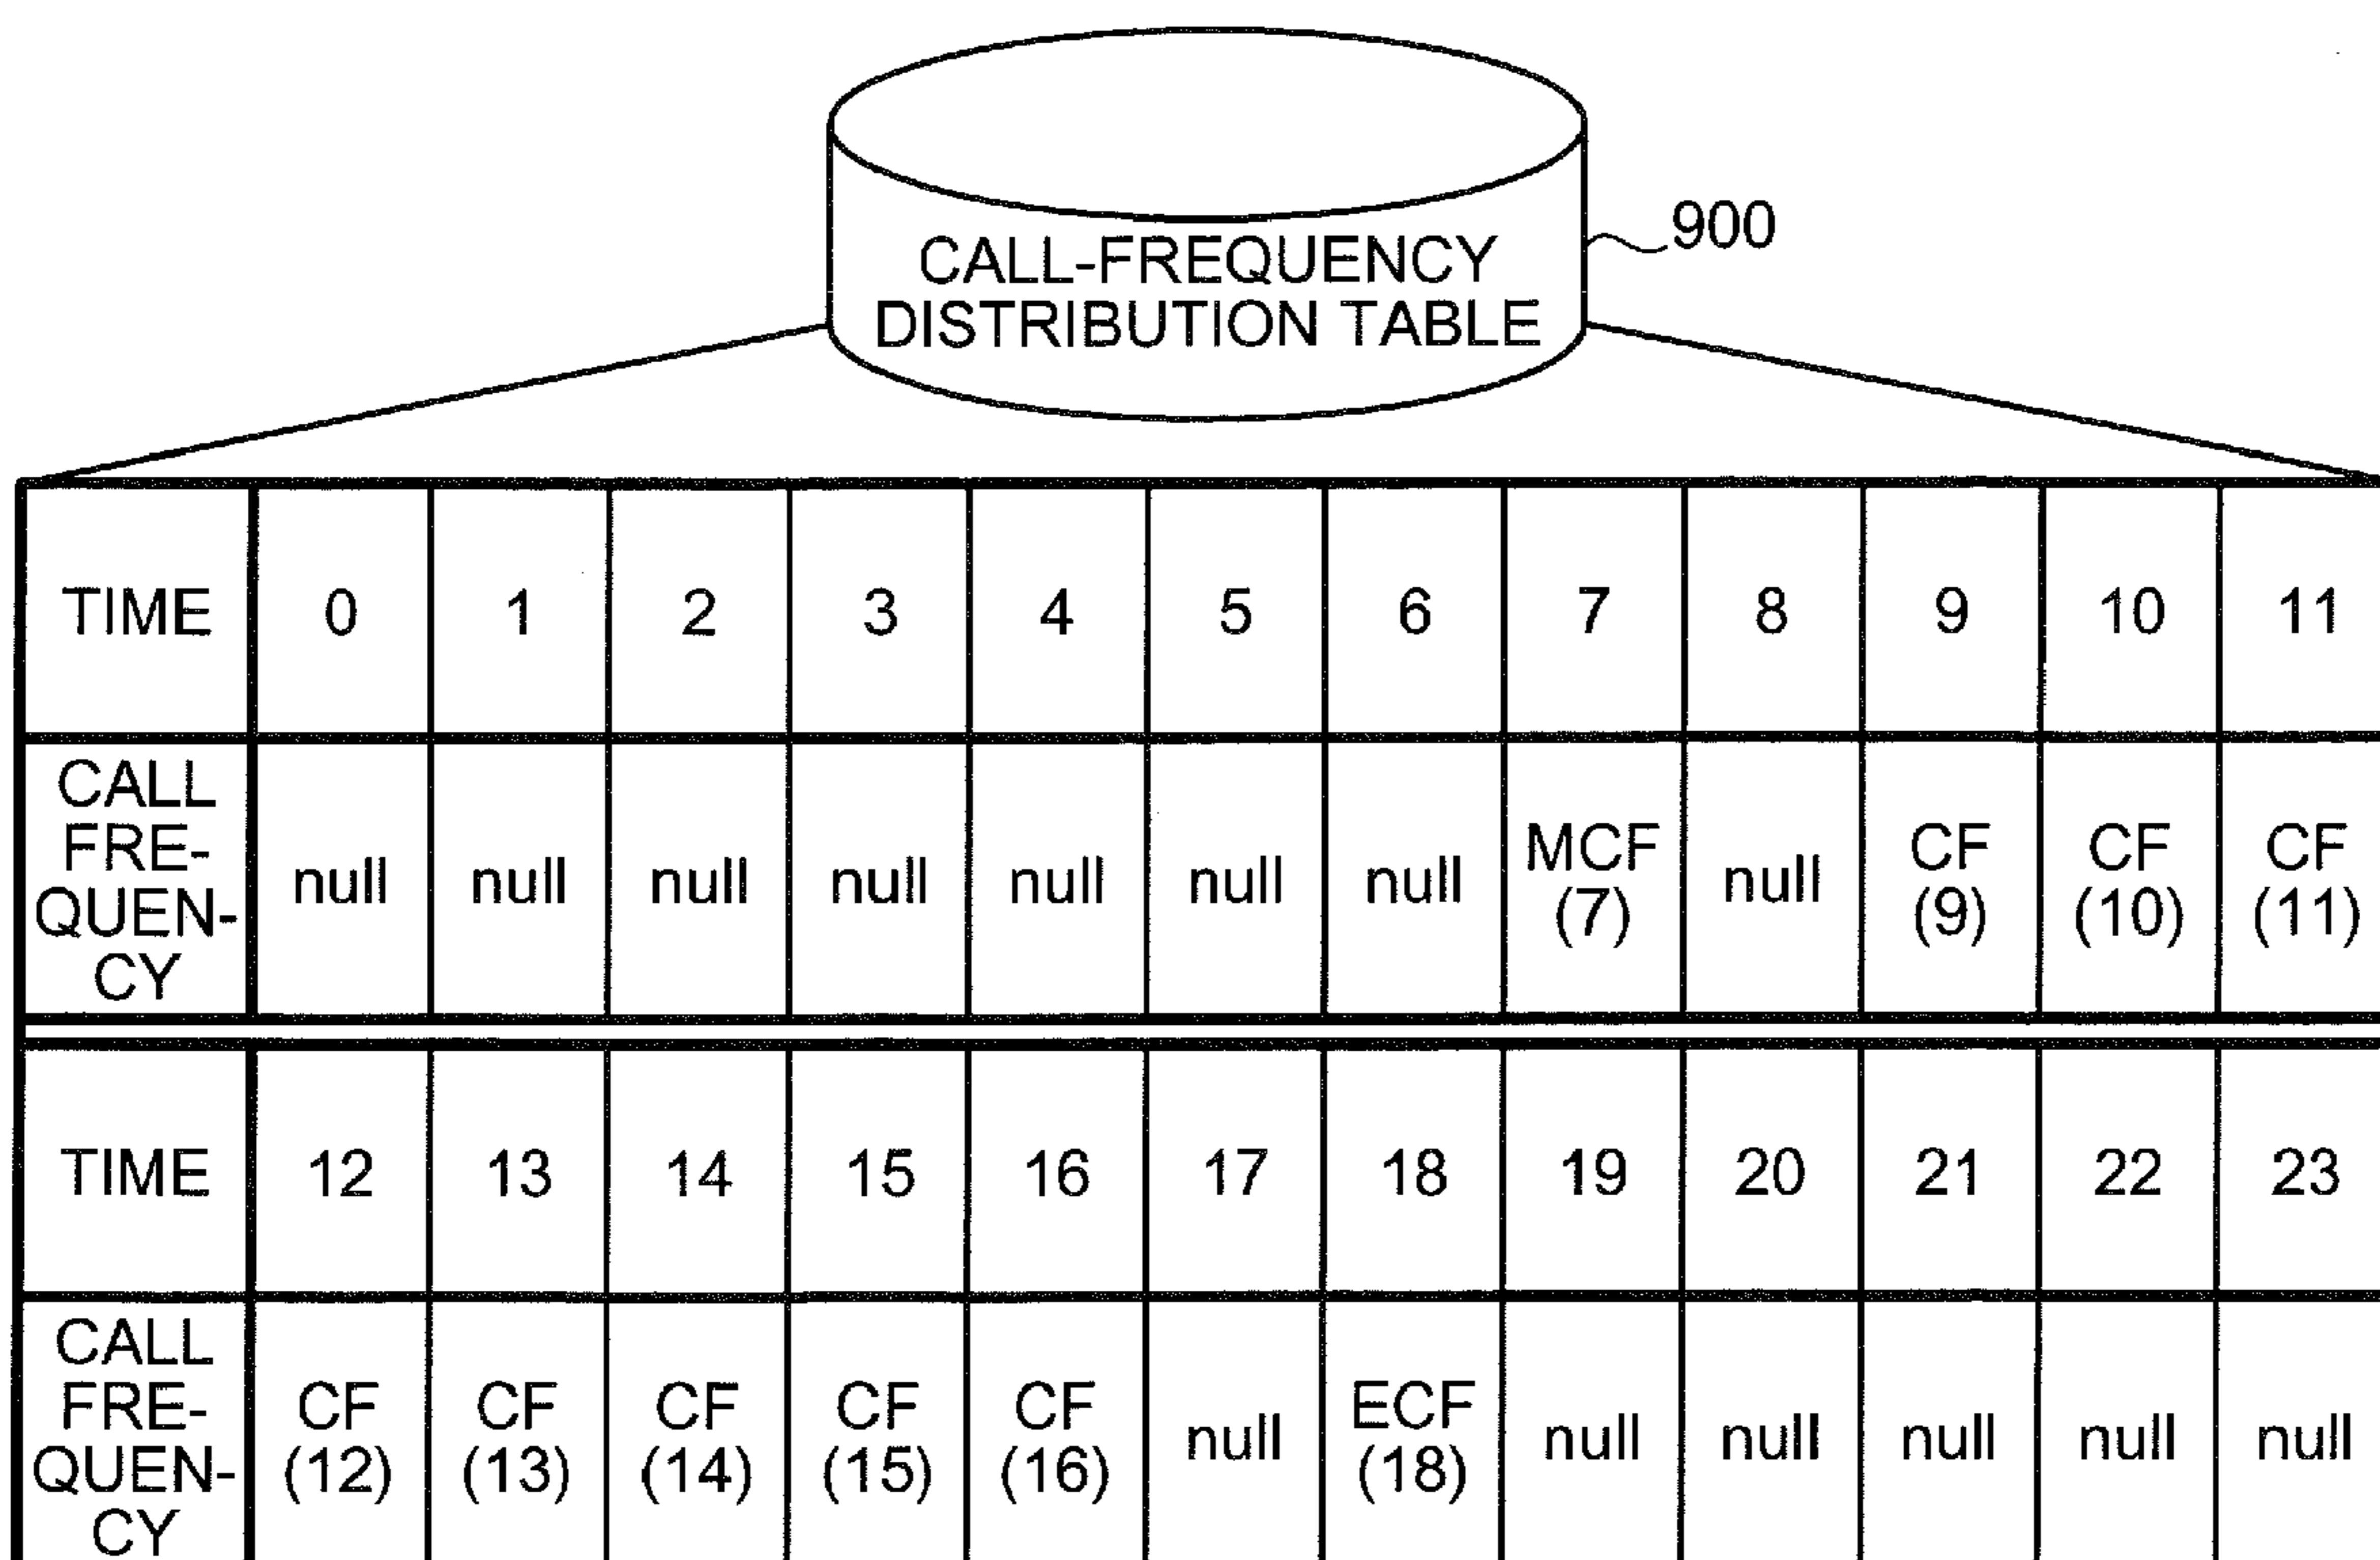 CALL-FREQUENCY
DISTRIBUTION TABLE
900
TIME 0 1 2 3 4 5 6 7 8 9 10 11
CALL
FRE-
QUEN-
CY
null null null null null null null MCF (7) null CF (9) CF (10) CF (11)
TIME 12 13 14 15 16 17 18 19 20 21 22 23
CALL
FRE-
QUEN-
CY
CF (12) CF (13) CF (14) CF (15) CF (16) null ECF (18) null null null null null